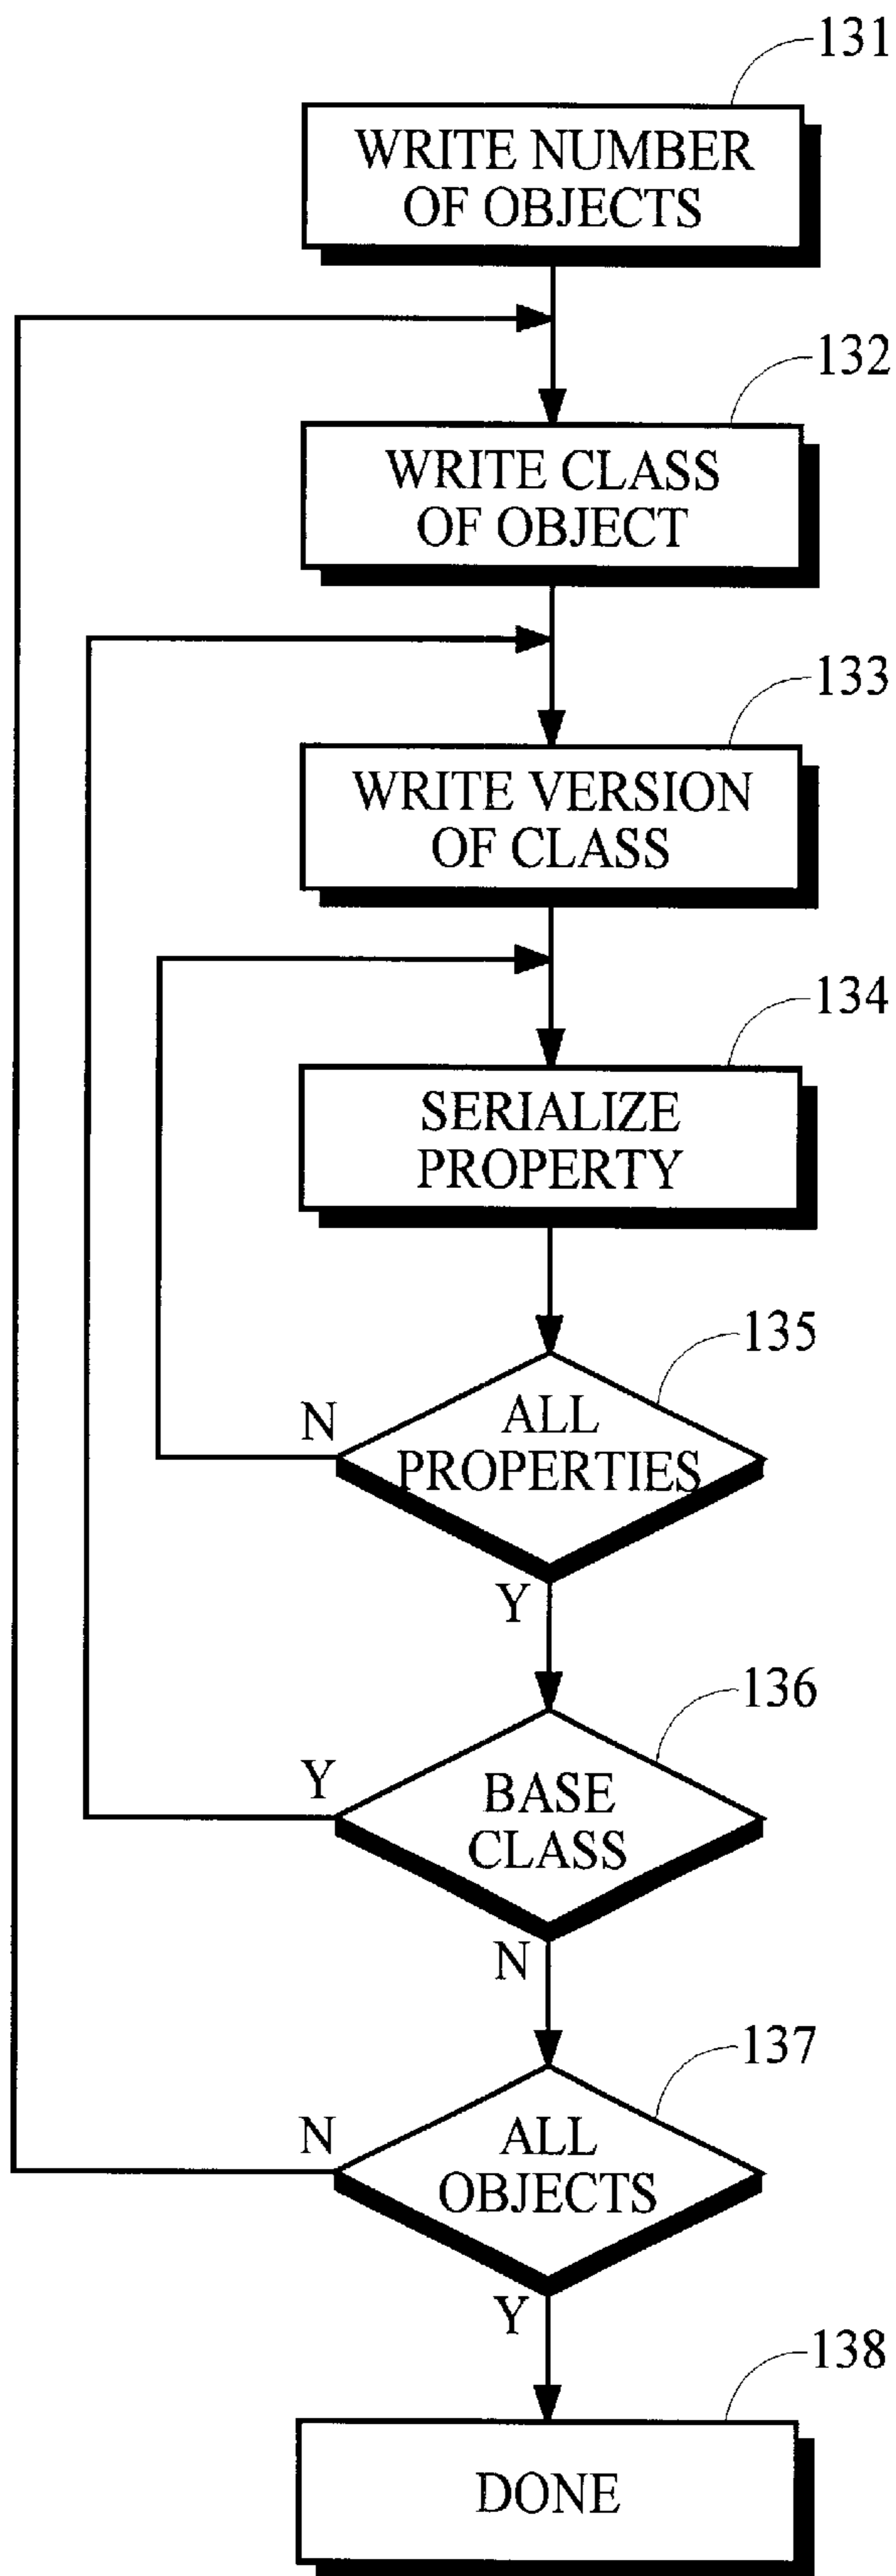 131
WRITE NUMBER
OF OBJECTS
132
WRITE CLASS
OF OBJECT
133
WRITE VERSION
OF CLASS
134
SERIALIZE
PROPERTY
135
N
ALL
PROPERTIES
Y
136
Y
BASE
CLASS
N
137
N
ALL
OBJECTS
Y
138
DONE